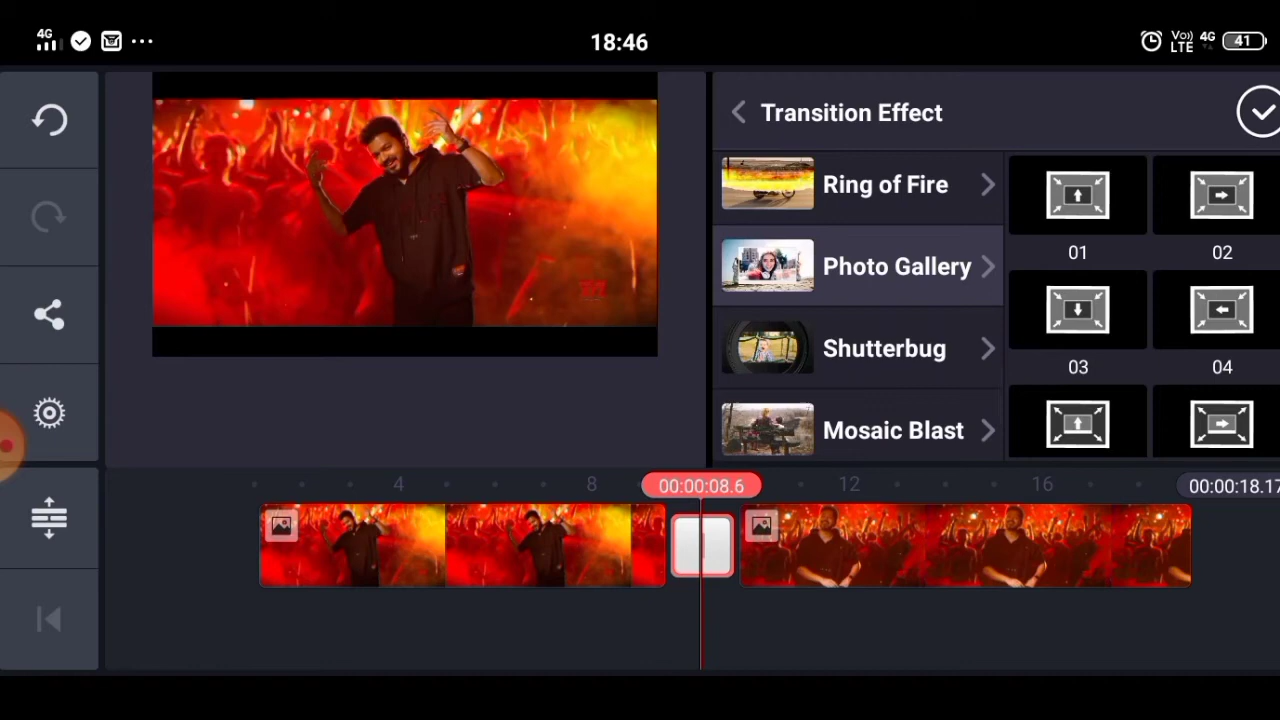 4G
18:46
Vo))
LTE
4G
41
Transition Effect
Ring of Fire
Photo Gallery
Shutterbug
Mosaic Blast
01
02
03
04
4
8
00:00:08.6
12
16
00:00:18.17